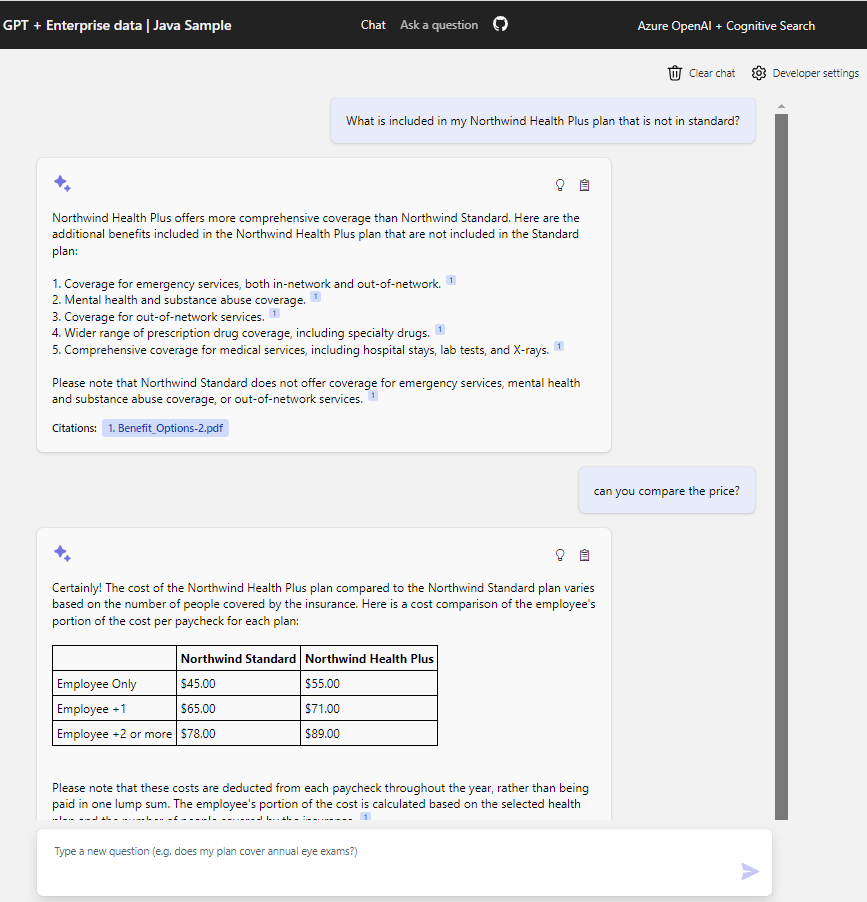 GPT + Enterprise data | Java Sample
Chat
Ask a question
Azure OpenAI + Cognitive Search
Clear chat
Developer settings
What is included in my Northwind Health Plus plan that is not in standard?
Northwind Health Plus offers more comprehensive coverage than Northwind Standard. Here are the
additional benefits included in the Northwind Health Plus plan that are not included in the Standard
plan:
1. Coverage for emergency services, both in-network and out-of-network. 1
2. Mental health and substance abuse coverage. 1
3. Coverage for out-of-network services. 1
4. Wider range of prescription drug coverage, including specialty drugs. 1
5. Comprehensive coverage for medical services, including hospital stays, lab tests, and X-rays. 1
Please note that Northwind Standard does not offer coverage for emergency services, mental health
and substance abuse coverage, or out-of-network services. 1
Citations: 1. Benefit_Options-2.pdf
can you compare the price?
Certainly! The cost of the Northwind Health Plus plan compared to the Northwind Standard plan varies
based on the number of people covered by the insurance. Here is a cost comparison of the employee's
portion of the cost per paycheck for each plan:
Northwind Standard Northwind Health Plus
Employee Only $45.00 $55.00
Employee +1 $65.00 $71.00
Employee +2 or more $78.00 $89.00
Please note that these costs are deducted from each paycheck throughout the year, rather than being
paid in one lump sum. The employee's portion of the cost is calculated based on the selected health
plan and the number of people covered by the insurance. 1
Type a new question (e.g. does my plan cover annual eye exams?)